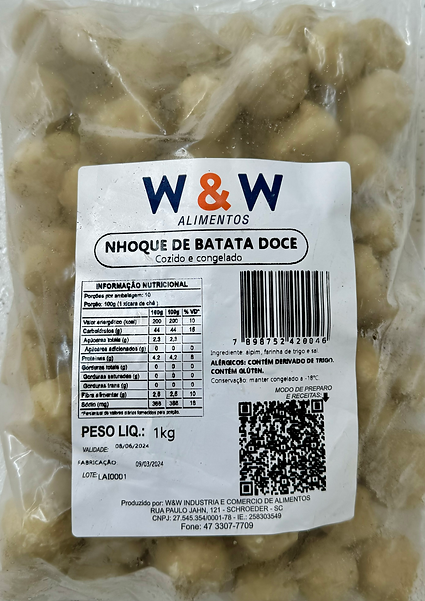 W & W
ALIMENTOS
NHOQUE DE BATATA DOCE
Cozido e congelado
INFORMAÇÃO NUTRICIONAL
Porções por embalagem: 10
Porção: 100g (1 xícara de chá)
100g 100g % VD*
Valor energético (kcal) 200 200 10
Carboidratos (g) 44 44 15
Açúcares totais (g) 2,3 2,3
Açúcares adicionados (g) 0 0 0
Proteínas (g) 4,2 4,2 8
Gorduras totais (g) 0 0 0
Gorduras saturadas (g) 0 0 0
Gorduras trans (g) 0 0 0
Fibra alimentar (g) 2,5 2,5 10
Sódio (mg) 366 366 15
*Percentual de valores diários fornecidos pela porção.
7 898752 420046
Ingrediente: aipim, farinha de trigo e sal.
ALÉRGICOS: CONTÉM DERIVADO DE TRIGO.
CONTÉM GLÚTEN.
Conservação: manter congelado a -18°C
MODO DE PREPARO
E RECEITAS:
PESO LIQ.: 1kg
VALIDADE: 08/06/2024
FABRICAÇÃO 09/03/2024
LOTE: LAI0001
Produzido por: W&W INDUSTRIA E COMERCIO DE ALIMENTOS
RUA PAULO JAHN, 121 - SCHROEDER - SC
CNPJ: 27.545.354/0001-78 - IE.: 258303549
Fone: 47 3307-7709